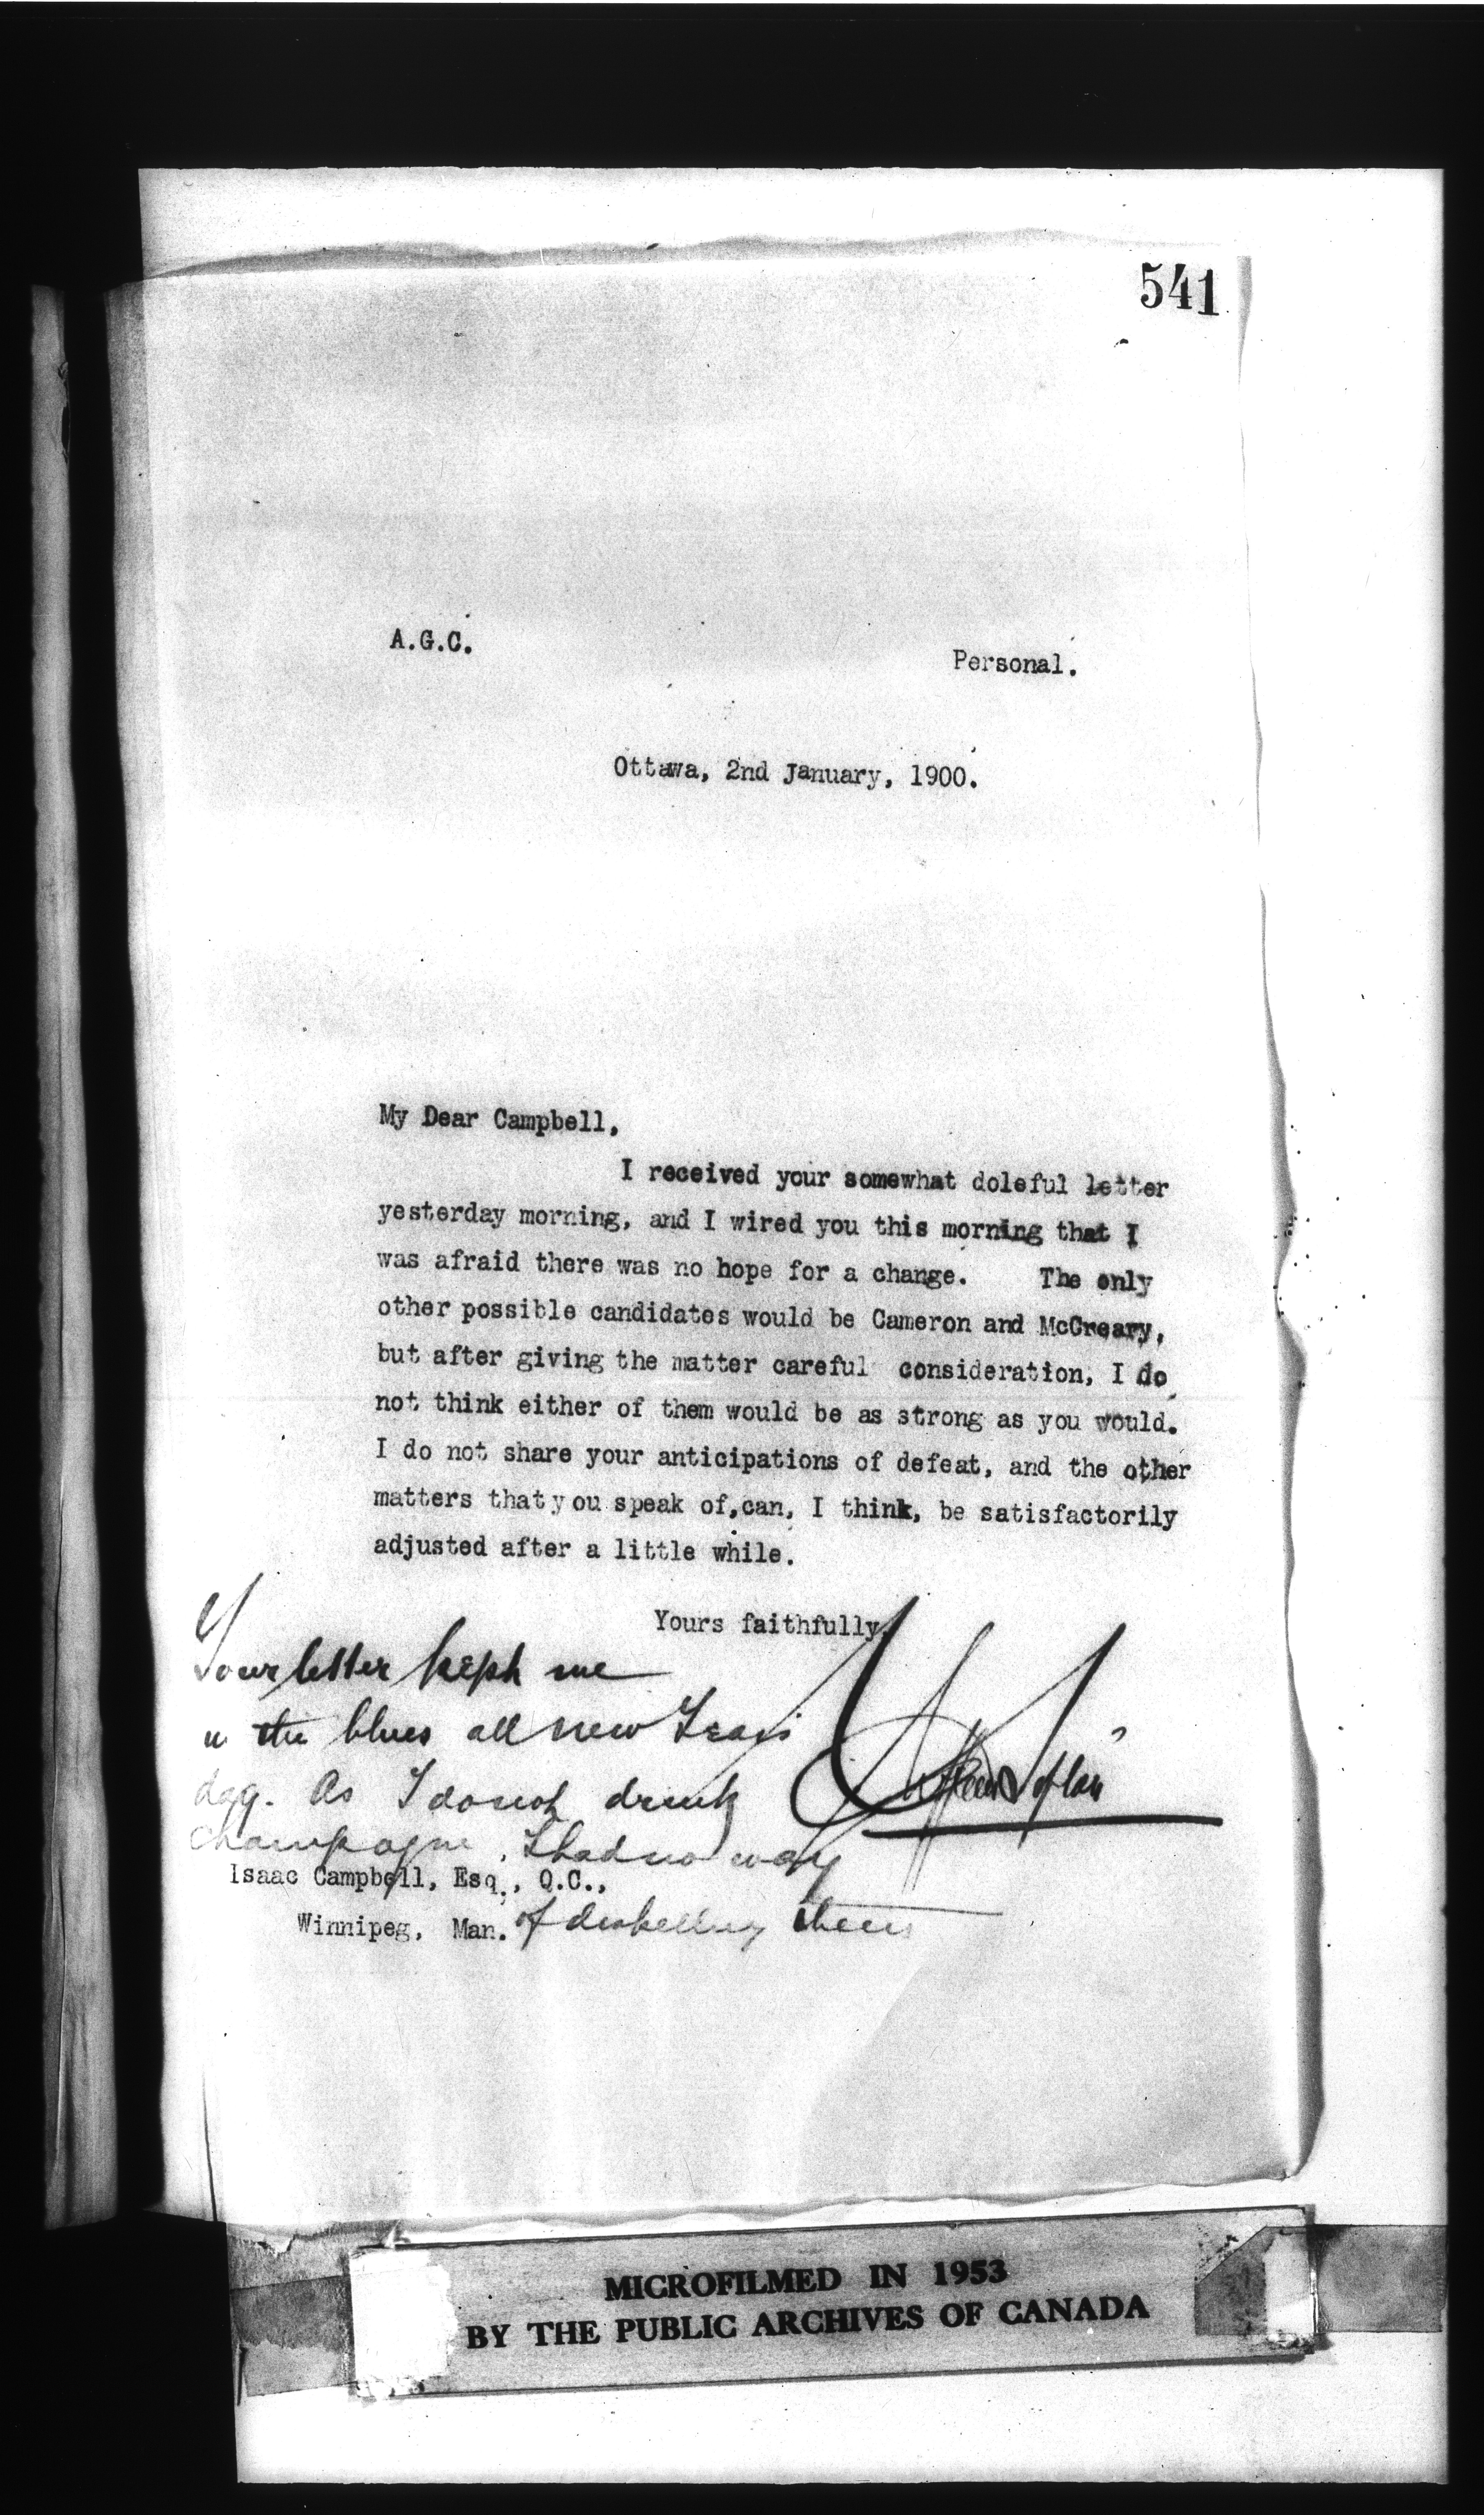 541
A.G.C.
Personal.
Ottawa, 2nd January, 1900.
My Dear Campbell,
I received your somewhat doleful letter
yesterday morning, and I wired you this morning that I
was afraid there was no hope for a change. The only
other possible candidates would be Cameron and McCreary,
but after giving the matter careful consideration, I do
not think either of them would be as strong as you would.
I do not share your anticipations of defeat, and the other
matters that you speak of, can, I think, be satisfactorily
adjusted after a little while.
Yours faithfully,
Your letter kept me
in the blues all New Years
day. As I do not drink
champagne, I had no way
Isaac Campbell, Esq., Q.C.,
Winnipeg, Man.
of dispelling them
MICROFILMED IN 1953
BY THE PUBLIC ARCHIVES OF CANADA